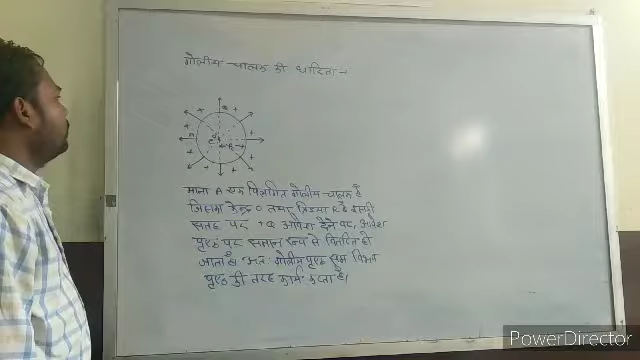 गोलीय चालक की धारिता -
माना A एक विलगित गोलीय चालक है
जिसका केन्द्र O तथा त्रिज्या R है इसकी
सतह पर +Q आवेश देने पर, आवेश
पृष्ठ पर समान रूप से वितरित हो
जाता है। अतः गोलीय पृष्ठ सम विभव
पृष्ठ की तरह कार्य करता है।
PowerDirector